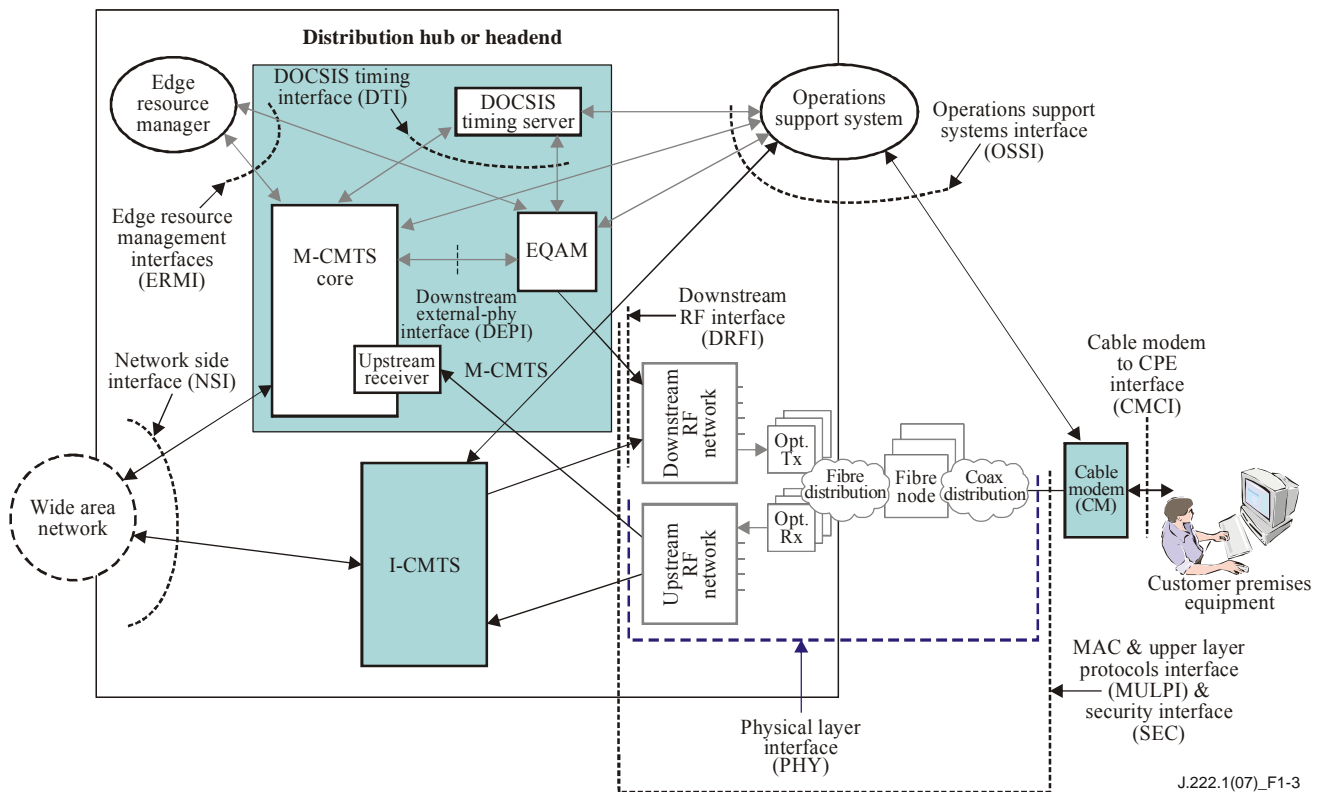 Distribution hub or headend
Edge
resource
manager
DOCSIS timing
interface (DTI)
DOCSIS
timing server
Operations
support system
Operations support
systems interface
(OSSI)
Edge resource
management
interfaces
(ERMI)
M-CMTS
core
EQAM
Downstream
external-phy
interface (DEPI)
Upstream
receiver
M-CMTS
Downstream
RF interface
(DRFI)
Network side
interface (NSI)
Cable modem
to CPE
interface
(CMCI)
Downstream
RF
network
Opt.
Tx
Fibre
distribution
Fibre
node
Coax
distribution
Cable
modem
(CM)
Wide area
network
I-CMTS
Upstream
RF
network
Opt.
Rx
Customer premises
equipment
MAC & upper layer
protocols interface
(MULPI) &
security interface
(SEC)
Physical layer
interface
(PHY)
J.222.1(07)_F1-3